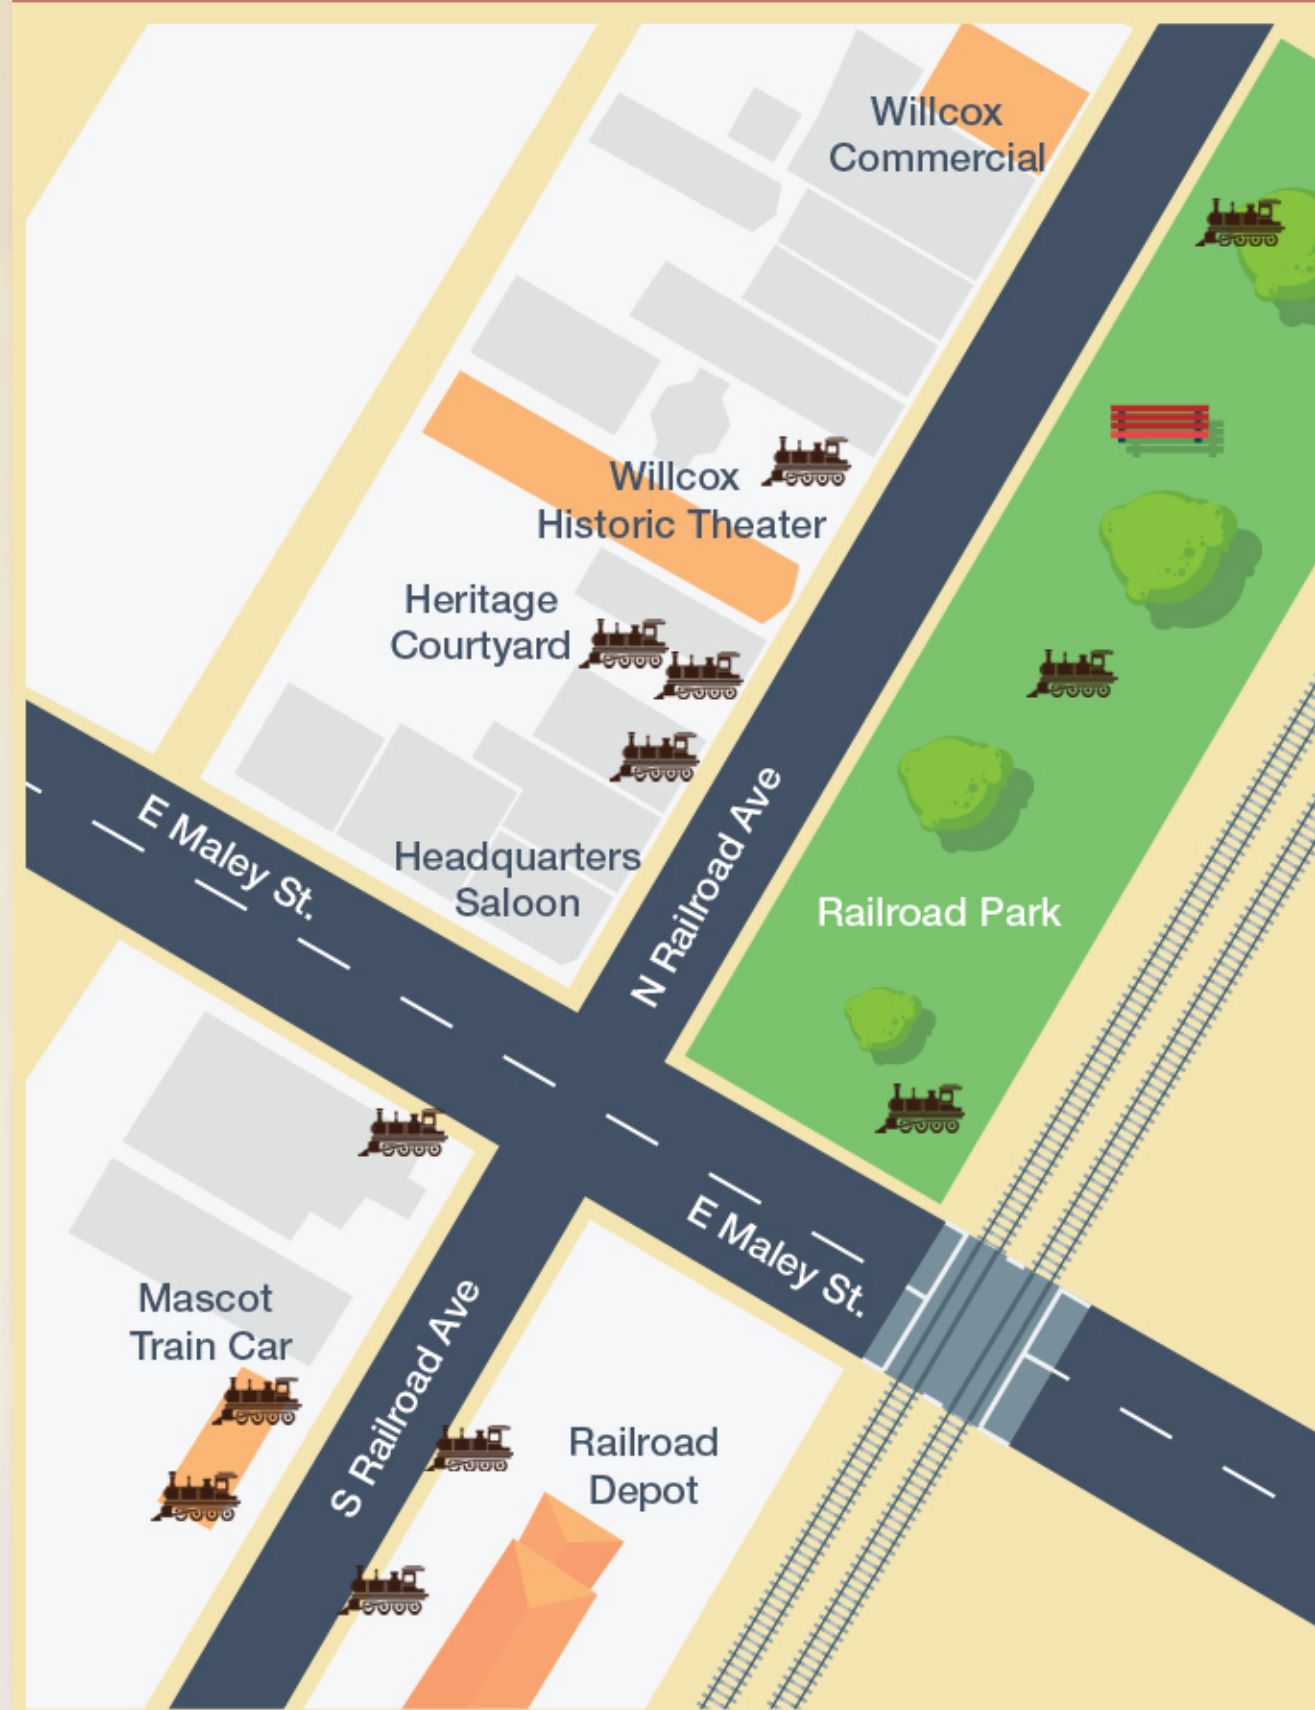 Willcox
Commercial
Willcox
Historic Theater
Heritage
Courtyard
E Maley St.
Headquarters
Saloon
N Railroad Ave
Railroad Park
E Maley St.
Mascot
Train Car
S Railroad Ave
Railroad
Depot